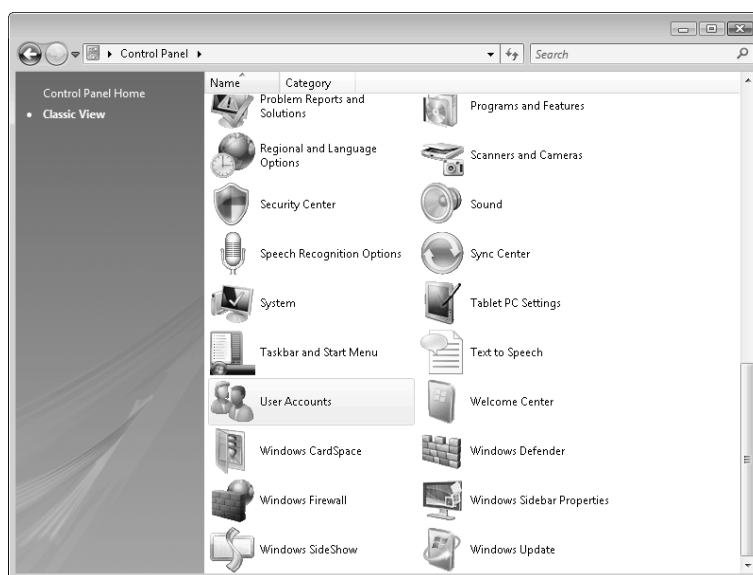 Control Panel
Search
Control Panel Home
Classic View
Name Category
Problem Reports and
Solutions
Programs and Features
Regional and Language
Options
Scanners and Cameras
Security Center
Sound
Speech Recognition Options
Sync Center
System
Tablet PC Settings
Taskbar and Start Menu
Text to Speech
User Accounts
Welcome Center
Windows CardSpace
Windows Defender
Windows Firewall
Windows Sidebar Properties
Windows SideShow
Windows Update